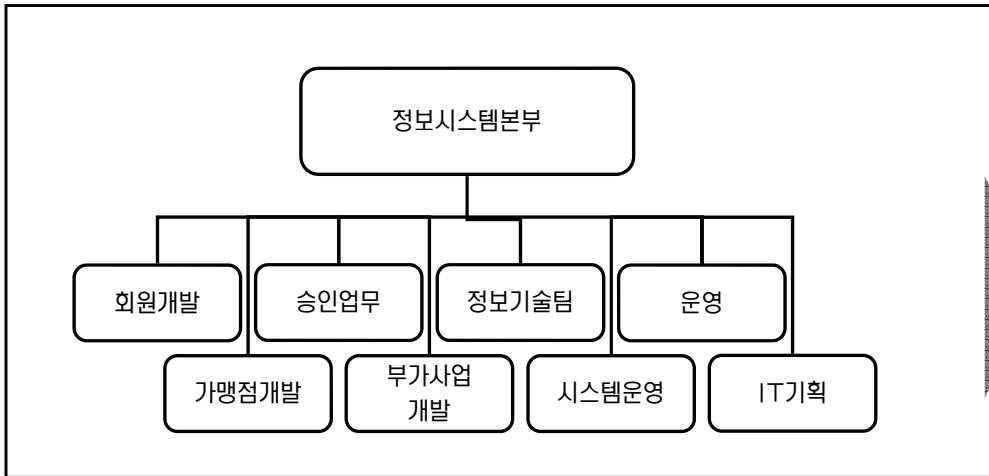 정보시스템본부
회원개발
승인업무
정보기술팀
운영
가맹점개발
부가사업
개발
시스템운영
IT기획